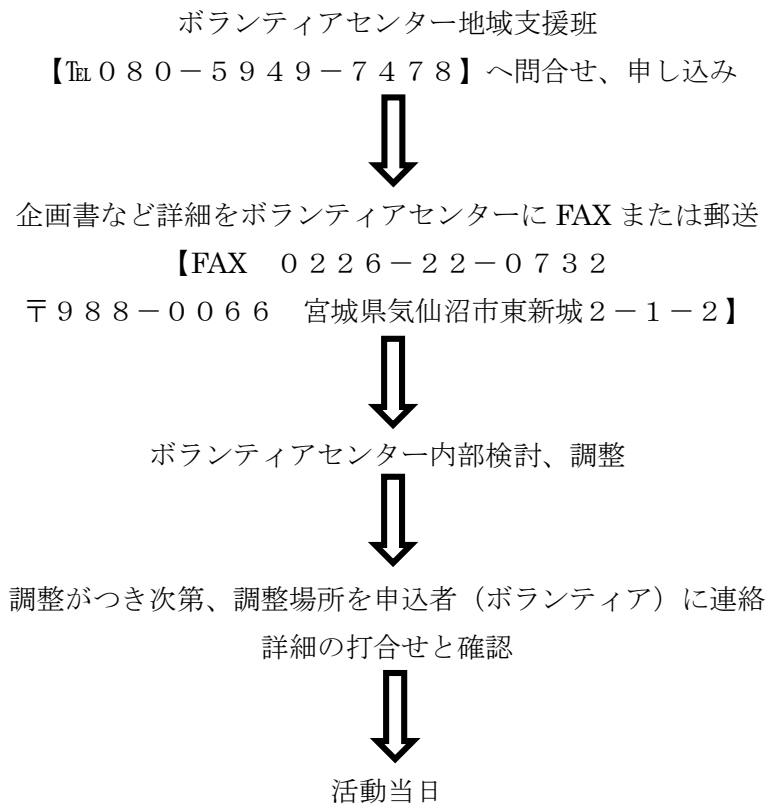 ボランティアセンター地域支援班
【℡０８０－５９４９－７４７８】へ問合せ、申し込み
企画書など詳細をボランティアセンターに FAX または郵送
【FAX　０２２６－２２－０７３２
〒９８８－００６６　宮城県気仙沼市東新城２－１－２】
ボランティアセンター内部検討、調整
調整がつき次第、調整場所を申込者（ボランティア）に連絡
詳細の打合せと確認
活動当日